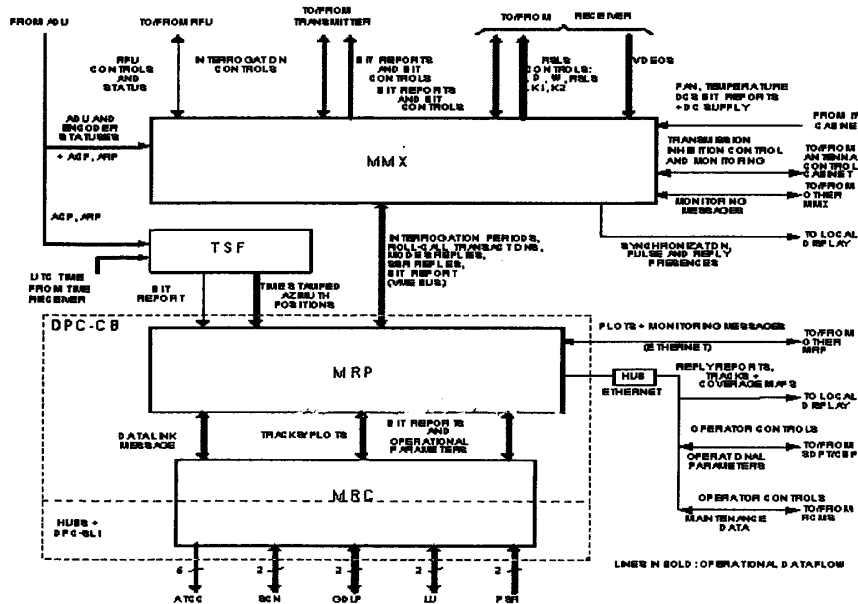 FROM ADU
TO/FROM RFU
TO/FROM
TRANSMITTER
TO/FROM
RECEIVER
RFU
CONTROLS
AND
STATUS
INTERROGATION
CONTROLS
BIT REPORTS
AND BIT
CONTROLS
BIT REPORTS
AND BIT
CONTROLS
RSLS
CONTROLS:
D, W, RSLS
K1, K2
VIDEOS
FAN, TEMPERATURE
BIT REPORTS
+ DC SUPPLY
FROM
CABINET
ADU AND
ENCODER
STATUSES
+ ACP, ARP
MMX
TRANSMISSION
INHIBITION CONTROL
AND MONITORING
TO/FROM
ANTENNA
CONTROL
CABINET
MONITORING
MESSAGES
TO/FROM
OTHER
MMX
ACP, ARP
TSF
INTERROGATION PERIODS,
ROLL-CALL TRANSACTIONS,
MODE S REPLIES,
SSR REPLIES,
BIT REPORT
(VME BUS)
SYNCHRONIZATION,
PULSE AND REPLY
PRESENCES
TO LOCAL
DISPLAY
UTC TIME
FROM TIME
RECEIVER
BIT
REPORT
TIME STAMPED
AZIMUTH
POSITIONS
DPC-CB
MRP
PLOTS + MONITORING MESSAGES
(ETHERNET)
TO/FROM
OTHER
MRP
HUB
ETHERNET
REPLY REPORTS,
TRACKS +
COVERAGE MAPS
TO LOCAL
DISPLAY
DATALINK
MESSAGE
TRACKS/PLOTS
BIT REPORTS
AND
OPERATIONAL
PARAMETERS
OPERATOR CONTROLS
OPERATIONAL
PARAMETERS
TO/FROM
MRC
OPERATOR CONTROLS
MAINTENANCE
DATA
TO/FROM
RCMS
HUBS +
DPC-SLI
6
2
2
2
2
ATCC
SCN
GDLP
LU
PSR
LINES IN BOLD : OPERATIONAL DATAFLOW